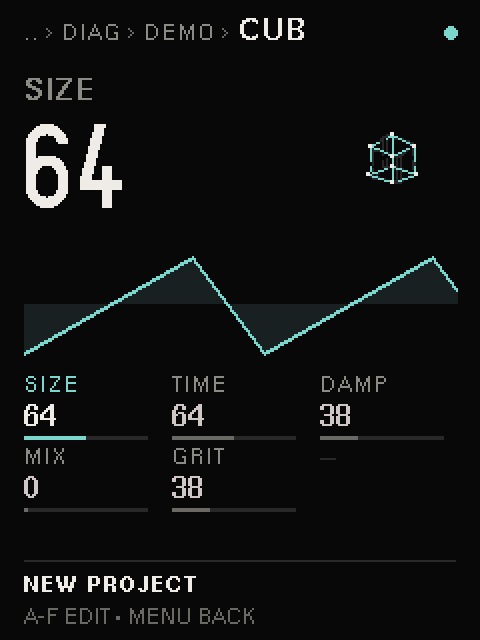 .. > DIAG > DEMO > CUB
SIZE
64
SIZE TIME DAMP
64 64 38
MIX GRIT —
0 38
NEW PROJECT
A-F EDIT · MENU BACK